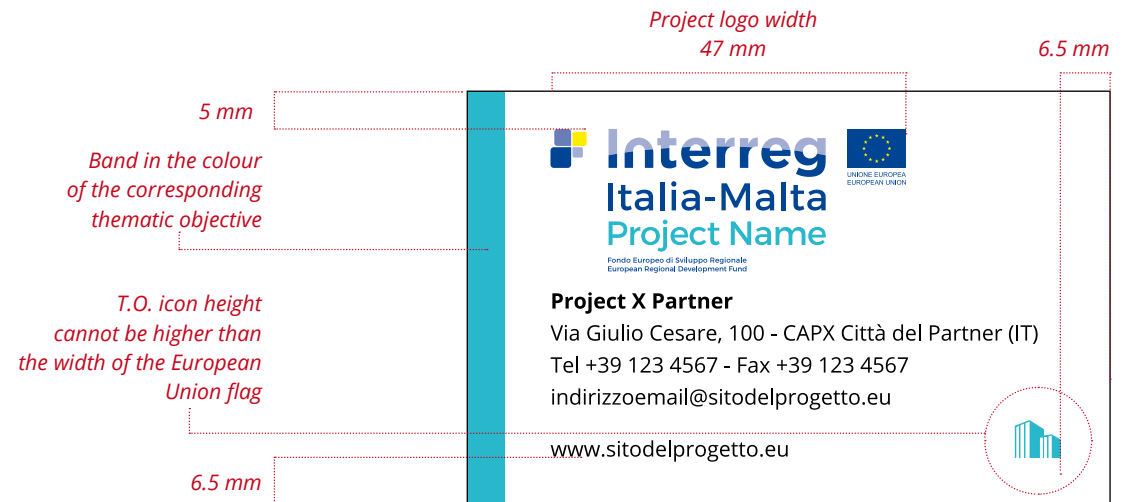 Project logo width
47 mm
6.5 mm
5 mm
Band in the colour
of the corresponding
thematic objective
Interreg
UNIONE EUROPEA
EUROPEAN UNION
Italia-Malta
Project Name
Fondo Europeo di Sviluppo Regionale
European Regional Development Fund
T.O. icon height
cannot be higher than
the width of the European
Union flag
Project X Partner
Via Giulio Cesare, 100 - CAPX Città del Partner (IT)
Tel +39 123 4567 - Fax +39 123 4567
indirizzoemail@sitodelprogetto.eu
www.sitodelprogetto.eu
6.5 mm